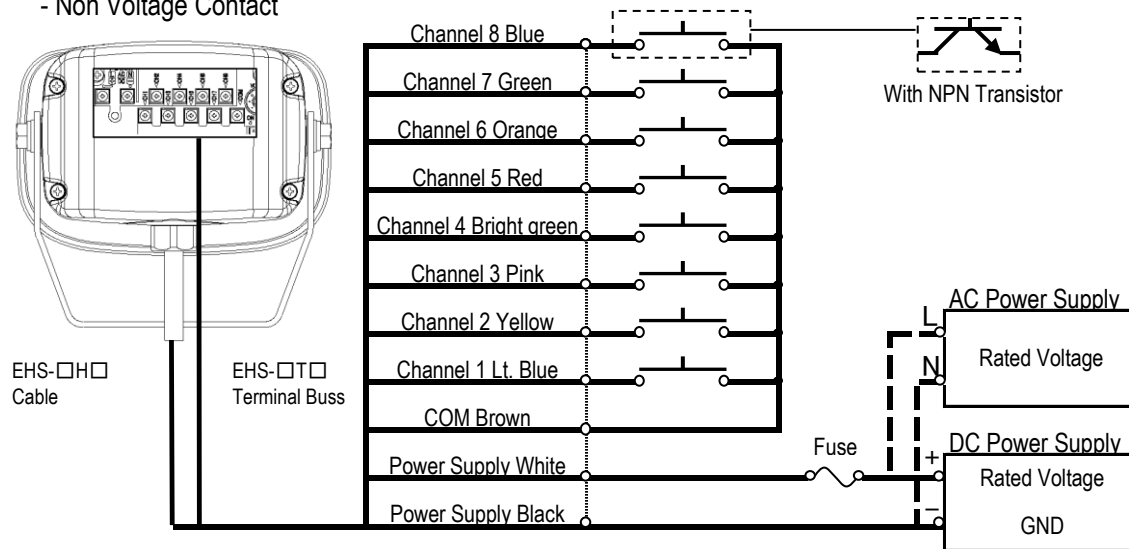 - Non Voltage Contact
Channel 8 Blue
With NPN Transistor
Channel 7 Green
Channel 6 Orange
Channel 5 Red
Channel 4 Bright green
Channel 3 Pink
Channel 2 Yellow
Channel 1 Lt. Blue
COM Brown
Power Supply White
Power Supply Black
EHS-□H□
Cable
EHS-□T□
Terminal Buss
Fuse
AC Power Supply
L
N
Rated Voltage
DC Power Supply
+
Rated Voltage
−
GND